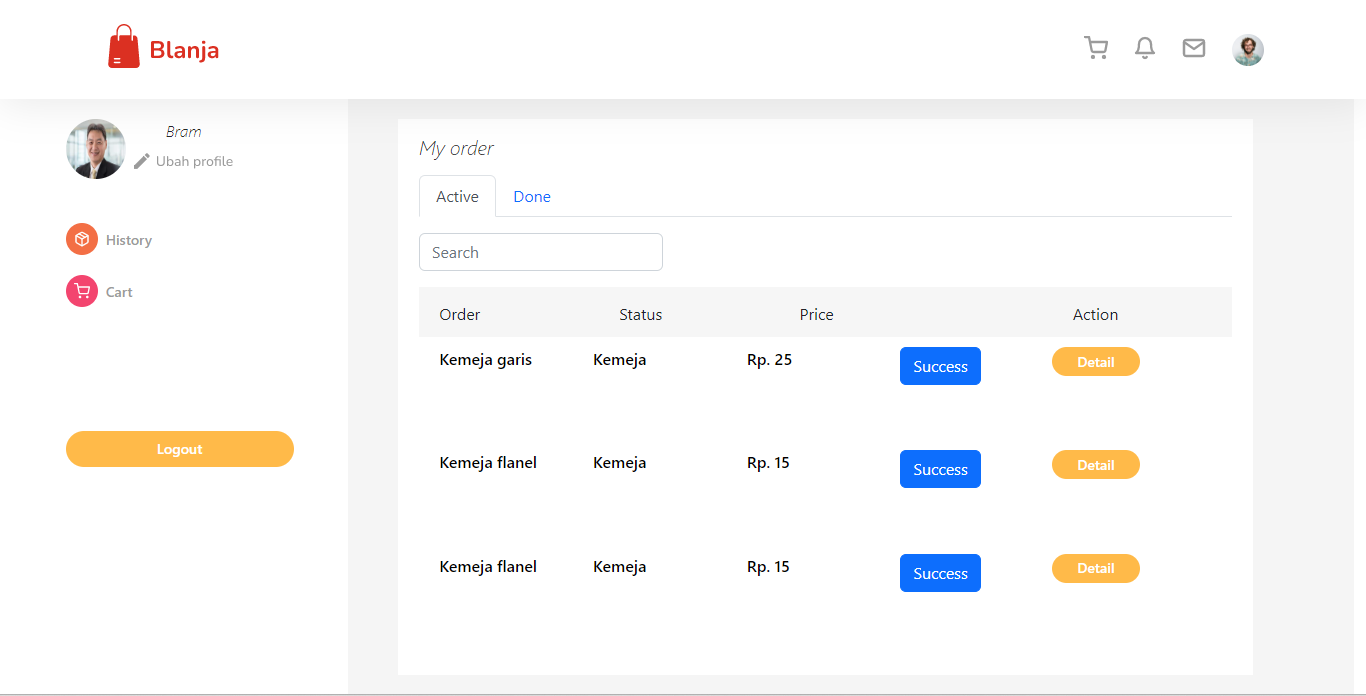 Blanja
Bram
Ubah profile
History
Cart
Logout
My order
Active Done
Search
Order Status Price Action
Kemeja garis Kemeja Rp. 25 Success Detail
Kemeja flanel Kemeja Rp. 15 Success Detail
Kemeja flanel Kemeja Rp. 15 Success Detail